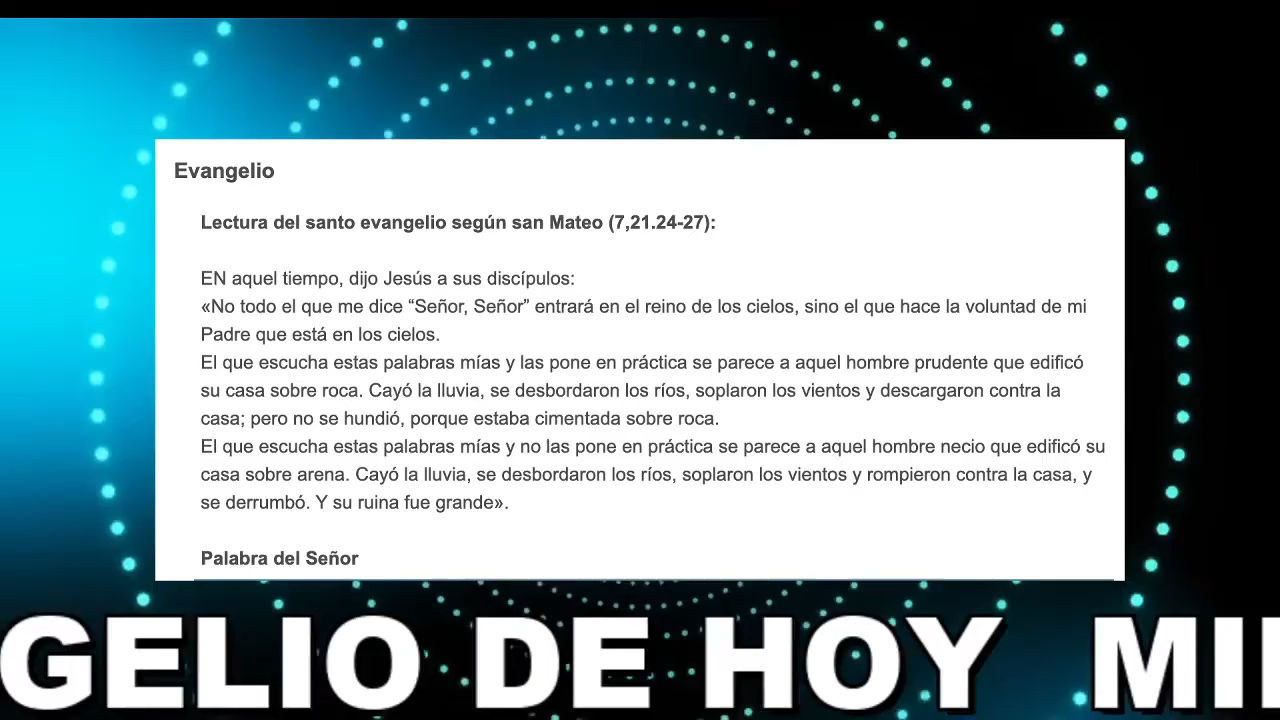 Evangelio
Lectura del santo evangelio según san Mateo (7,21.24-27):
EN aquel tiempo, dijo Jesús a sus discípulos:
«No todo el que me dice “Señor, Señor” entrará en el reino de los cielos, sino el que hace la voluntad de mi
Padre que está en los cielos.
El que escucha estas palabras mías y las pone en práctica se parece a aquel hombre prudente que edificó
su casa sobre roca. Cayó la lluvia, se desbordaron los ríos, soplaron los vientos y descargaron contra la
casa; pero no se hundió, porque estaba cimentada sobre roca.
El que escucha estas palabras mías y no las pone en práctica se parece a aquel hombre necio que edificó su
casa sobre arena. Cayó la lluvia, se desbordaron los ríos, soplaron los vientos y rompieron contra la casa, y
se derrumbó. Y su ruina fue grande».
Palabra del Señor
GELIO DE HOY